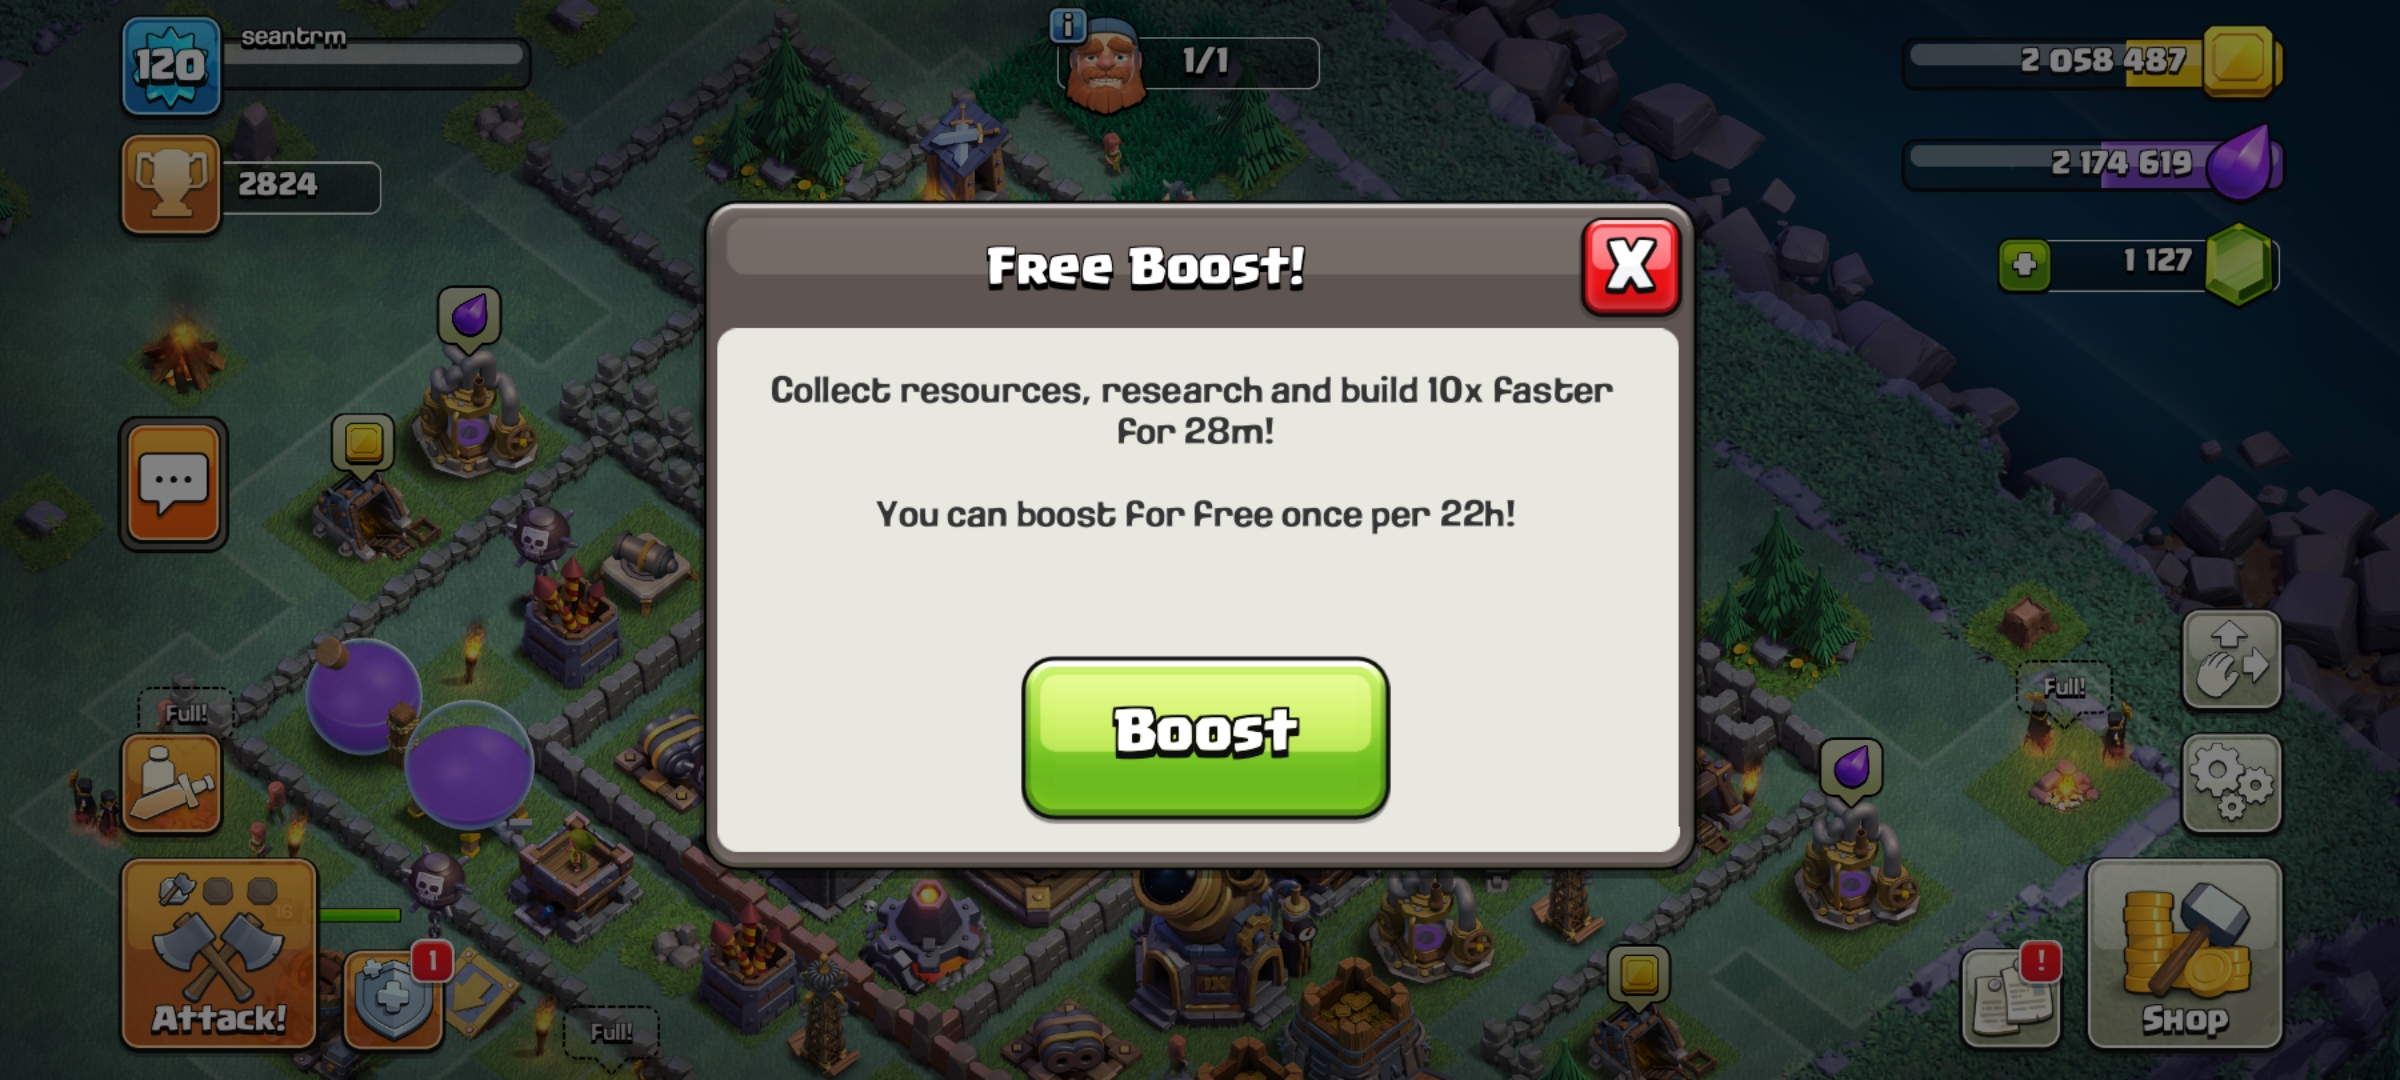 120
seantrm
i
1/1
2 058 487
2824
2 174 619
1 127
Free Boost!
X
Collect resources, research and build 10x faster
for 28m!
You can boost for free once per 22h!
Boost
Full!
Full!
16
1
Attack!
Full!
!
Shop